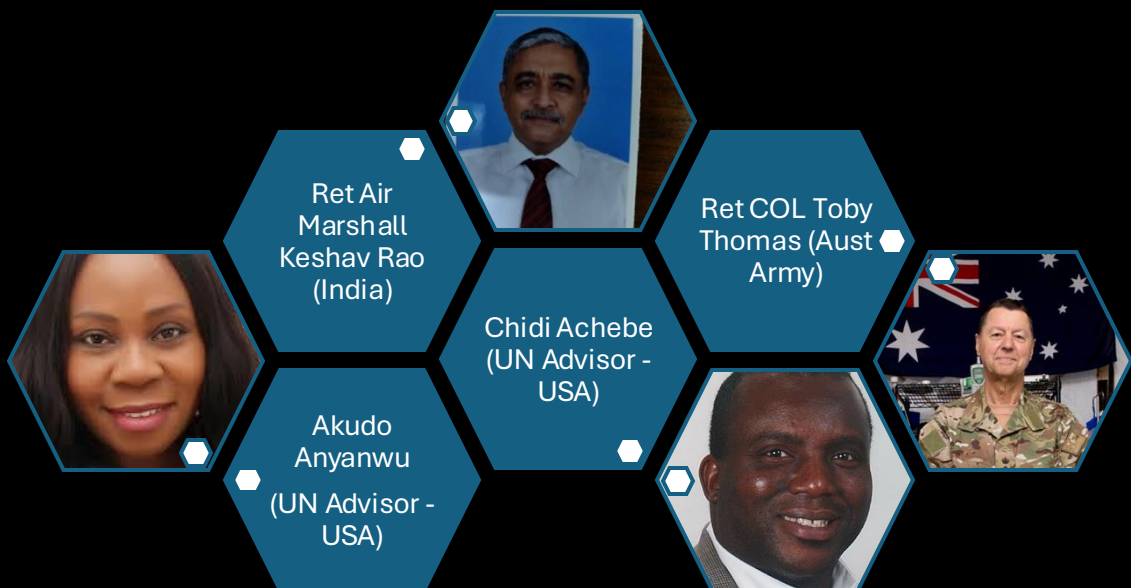 Ret Air
Marshall
Keshav Rao
(India)
Ret COL Toby
Thomas (Aust
Army)
Chidi Achebe
(UN Advisor -
USA)
Akudo
Anyanwu
(UN Advisor -
USA)